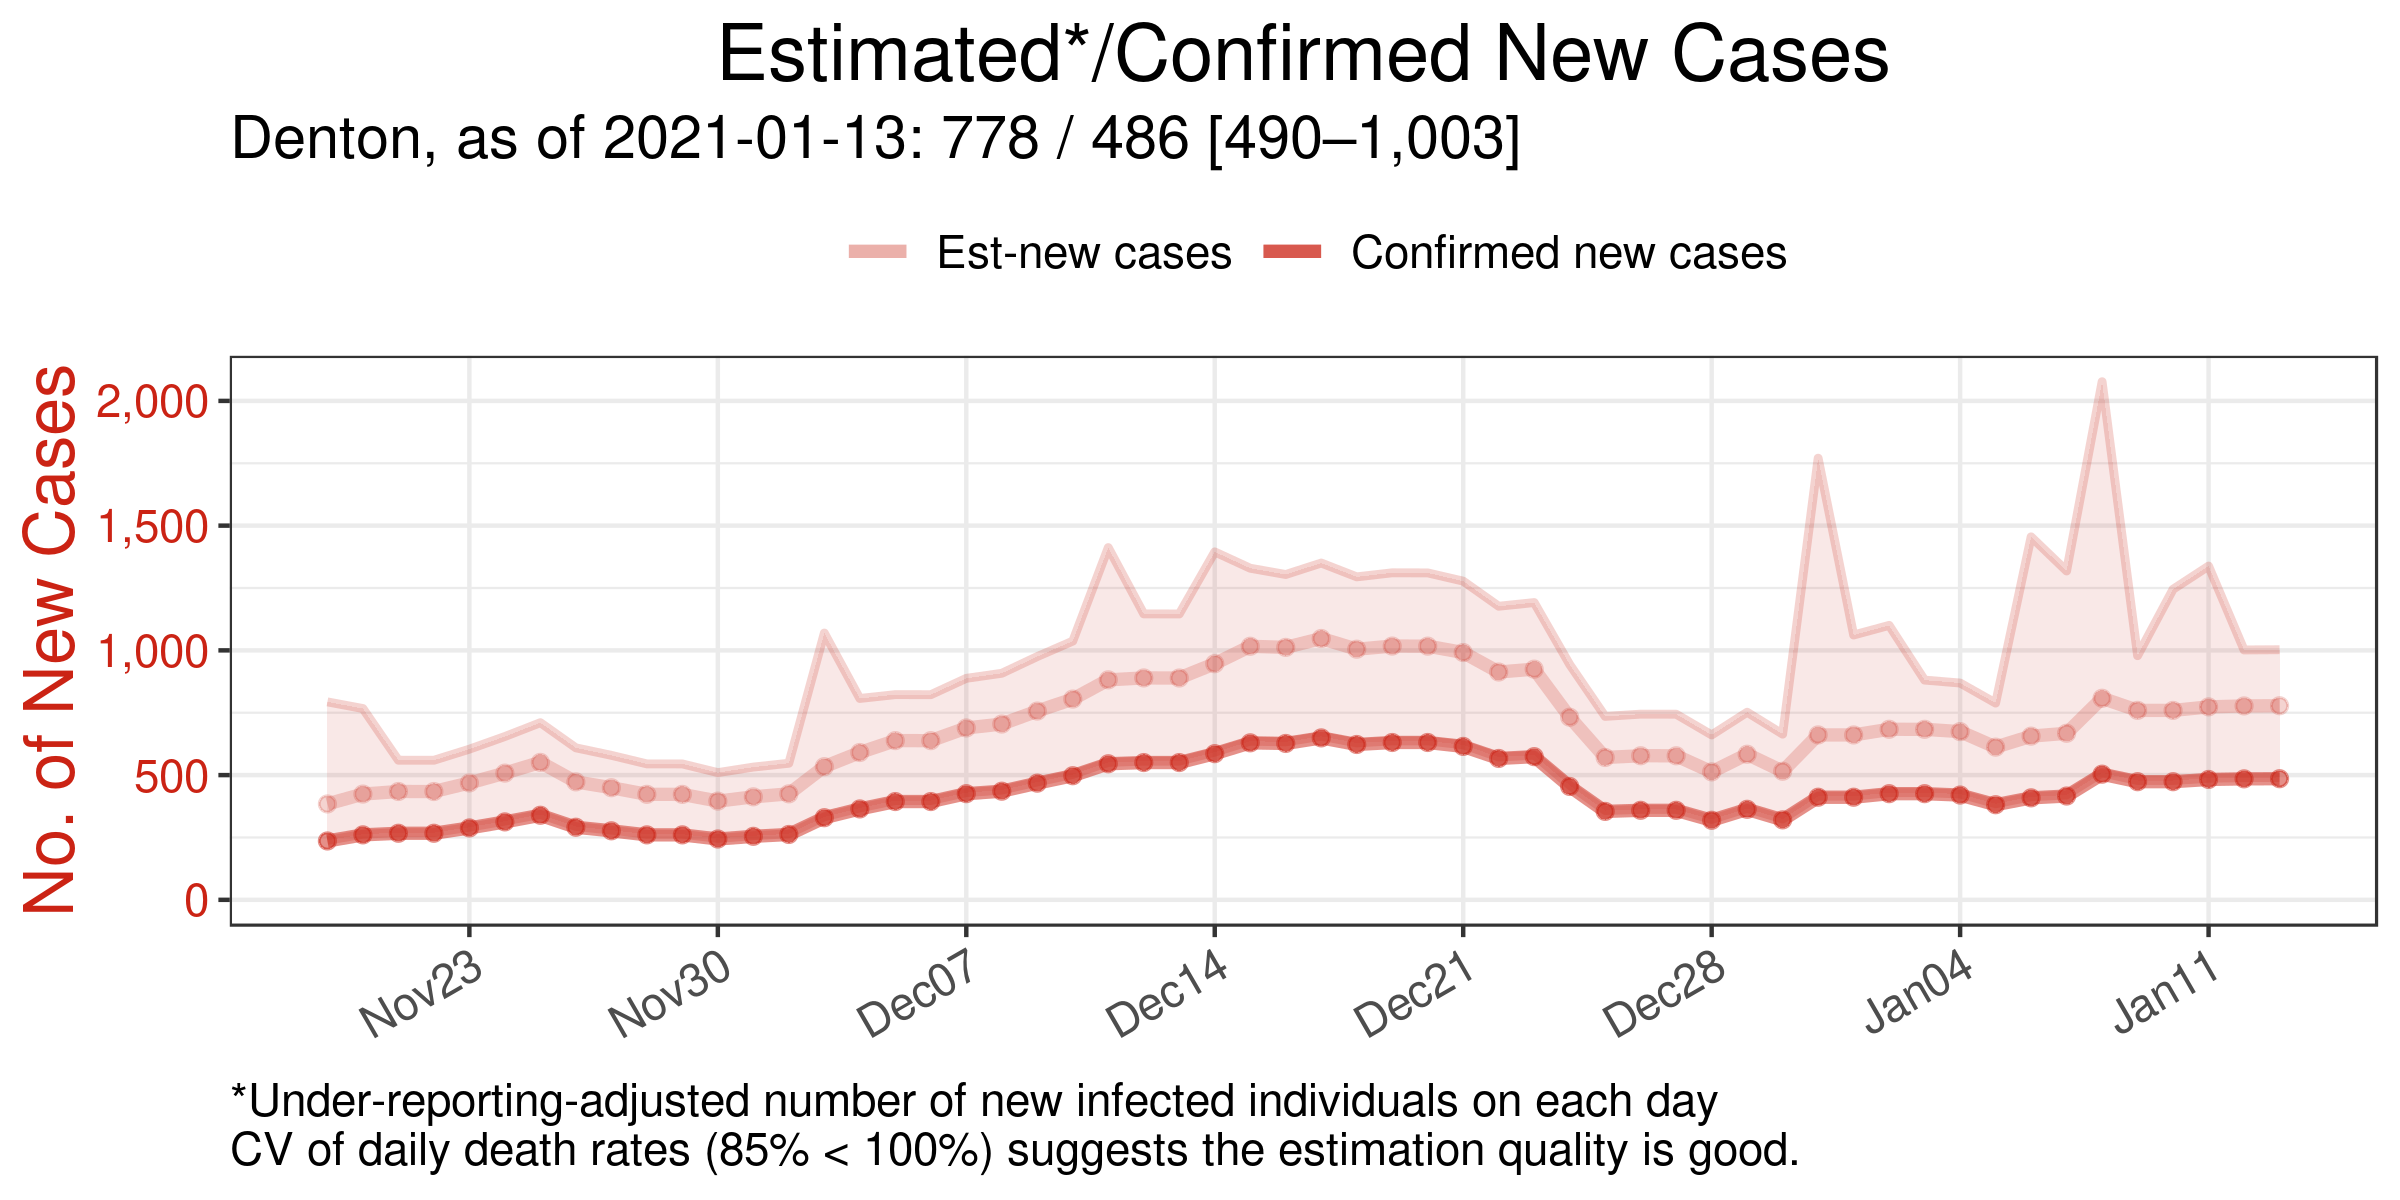 Estimated*/Confirmed New Cases
Denton, as of 2021-01-13: 778 / 486 [490–1,003]
Est-new cases Confirmed new cases
No. of New Cases
2,000
1,500
1,000
500
0
Nov23 Nov30 Dec07 Dec14 Dec21 Dec28 Jan04 Jan11
*Under-reporting-adjusted number of new infected individuals on each day
CV of daily death rates (85% < 100%) suggests the estimation quality is good.